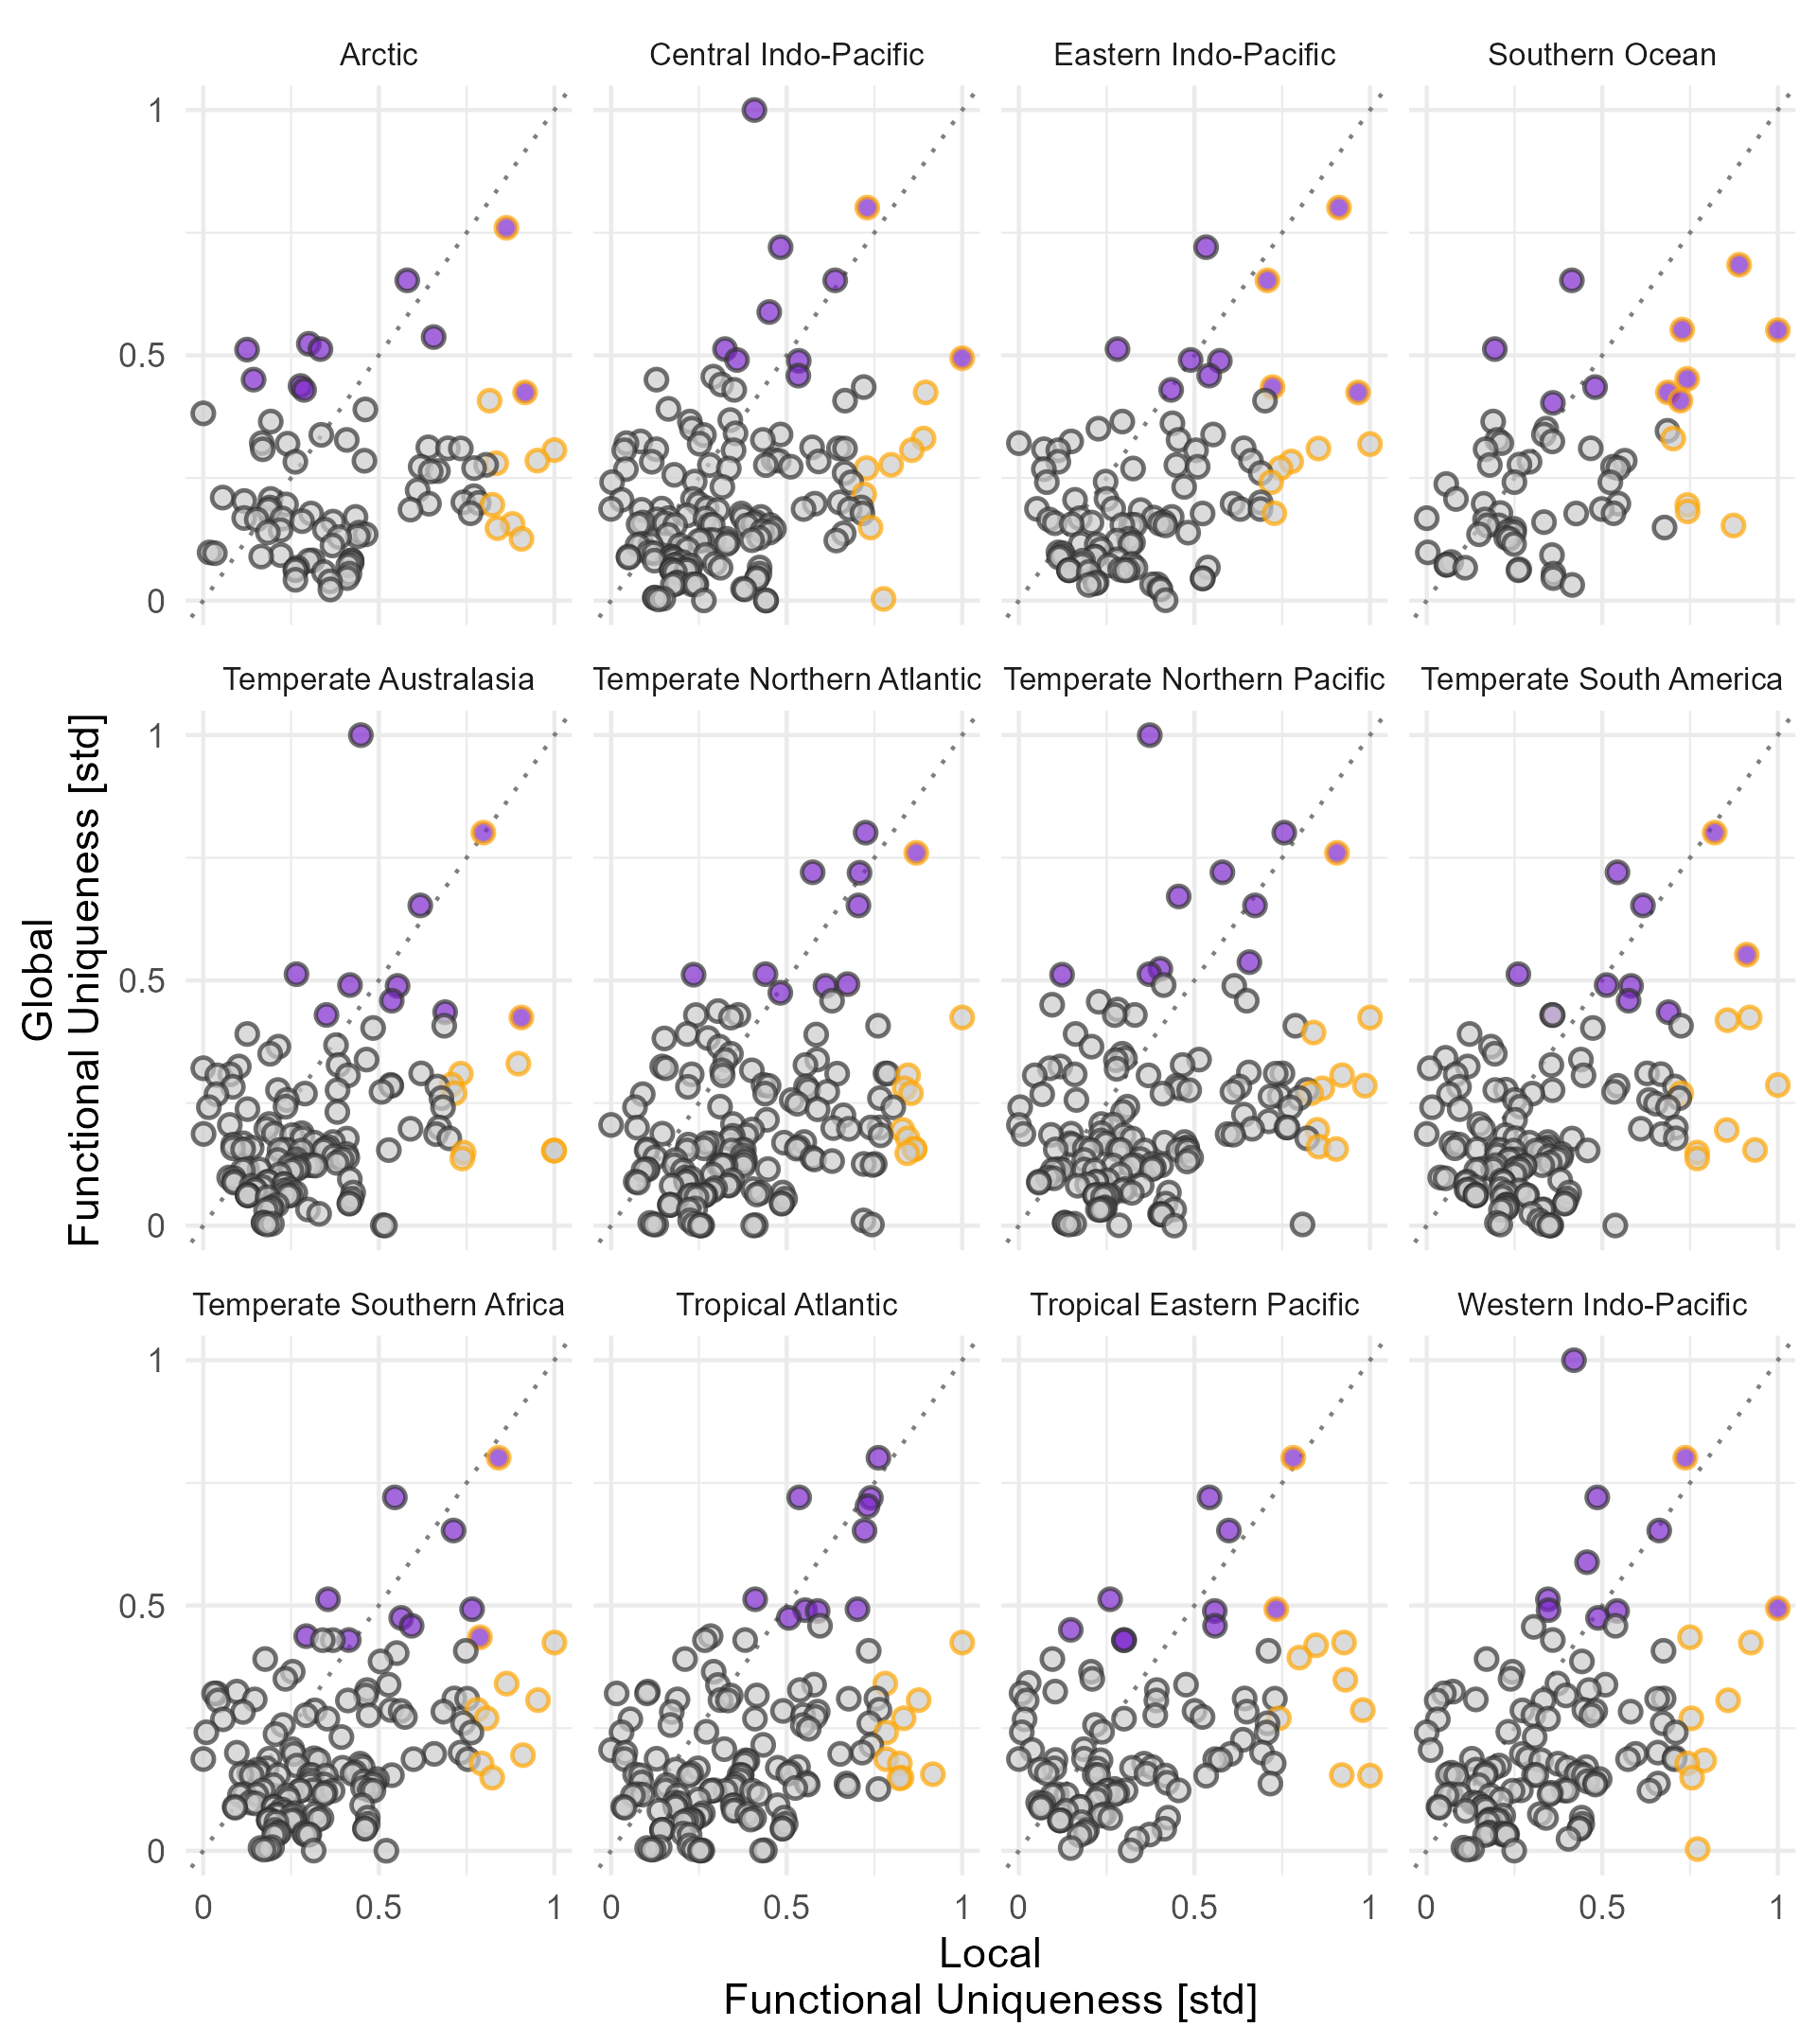 Arctic
Central Indo-Pacific
Eastern Indo-Pacific
Southern Ocean
1
0.5
0
Temperate Australasia
Temperate Northern Atlantic
Temperate Northern Pacific
Temperate South America
1
0.5
0
Global
Functional Uniqueness [std]
Temperate Southern Africa
Tropical Atlantic
Tropical Eastern Pacific
Western Indo-Pacific
1
0.5
0
0 0.5 1 0 0.5 1 0 0.5 1 0 0.5 1
Local
Functional Uniqueness [std]